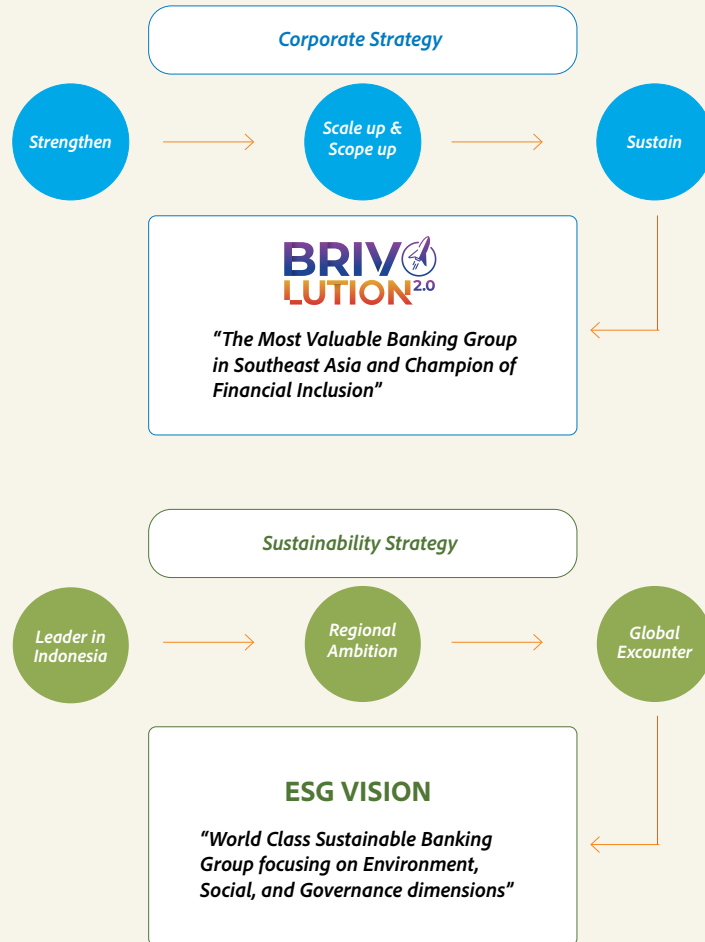 Corporate Strategy
Strengthen
Scale up &
Scope up
Sustain
BRIVO
LUTION 2.0
"The Most Valuable Banking Group
in Southeast Asia and Champion of
Financial Inclusion"
Sustainability Strategy
Leader in
Indonesia
Regional
Ambition
Global
Excounter
ESG VISION
"World Class Sustainable Banking
Group focusing on Environment,
Social, and Governance dimensions"